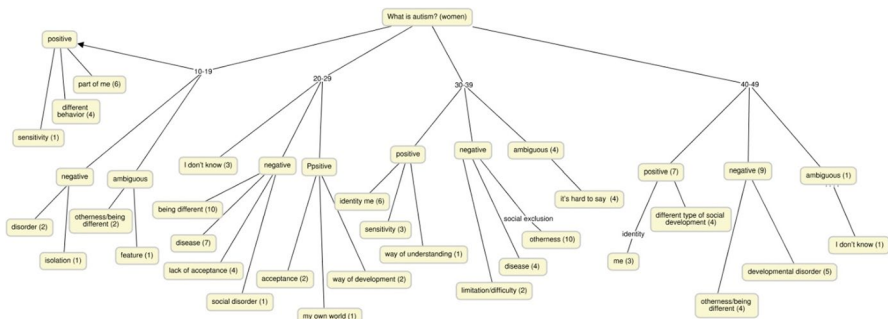 What is autism? (women)
positive
10-19
20-29
30-39
40-49
part of me (6)
different
behavior (4)
sensitivity (1)
negative
ambiguous
disorder (2)
isolation (1)
otherness/being
different (2)
feature (1)
I don't know (3)
negative
Ppsitive
being different (10)
disease (7)
lack of acceptance (4)
social disorder (1)
acceptance (2)
way of development (2)
my own world (1)
positive
negative
ambiguous (4)
identity me (6)
sensitivity (3)
way of understanding (1)
it's hard to say (4)
social exclusion
otherness (10)
disease (4)
limitation/difficulty (2)
positive (7)
negative (9)
ambiguous (1)
different type of social
development (4)
identity
me (3)
I don't know (1)
developmental disorder (5)
otherness/being
different (4)